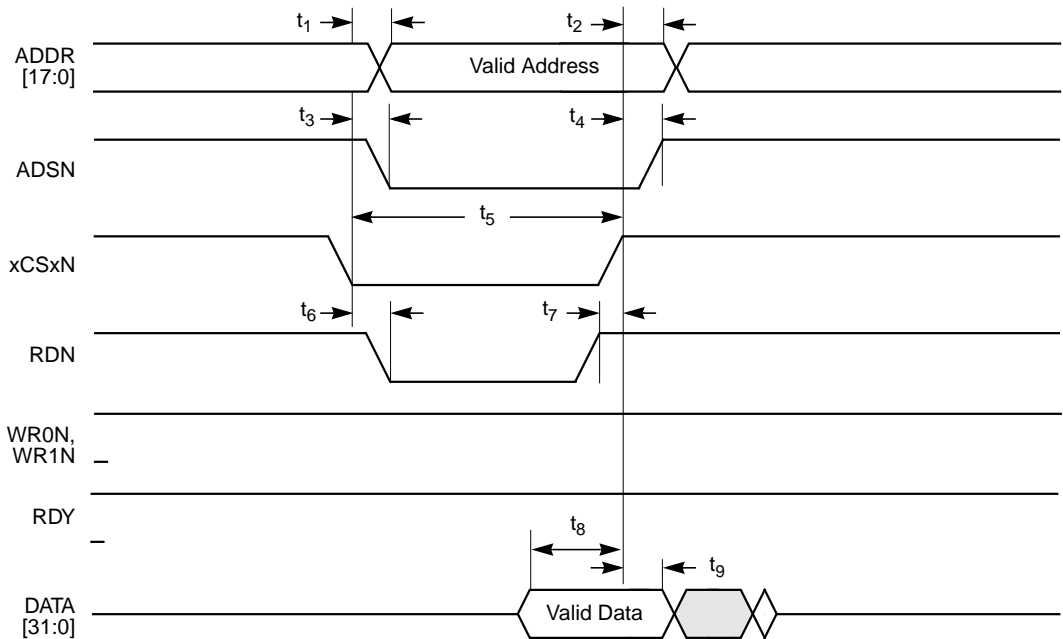 t1
t2
ADDR
[17:0]
Valid Address
t3
t4
ADSN
t5
xCSxN
t6
t7
RDN
WR0N,
WR1N
RDY
t8
t9
DATA
[31:0]
Valid Data